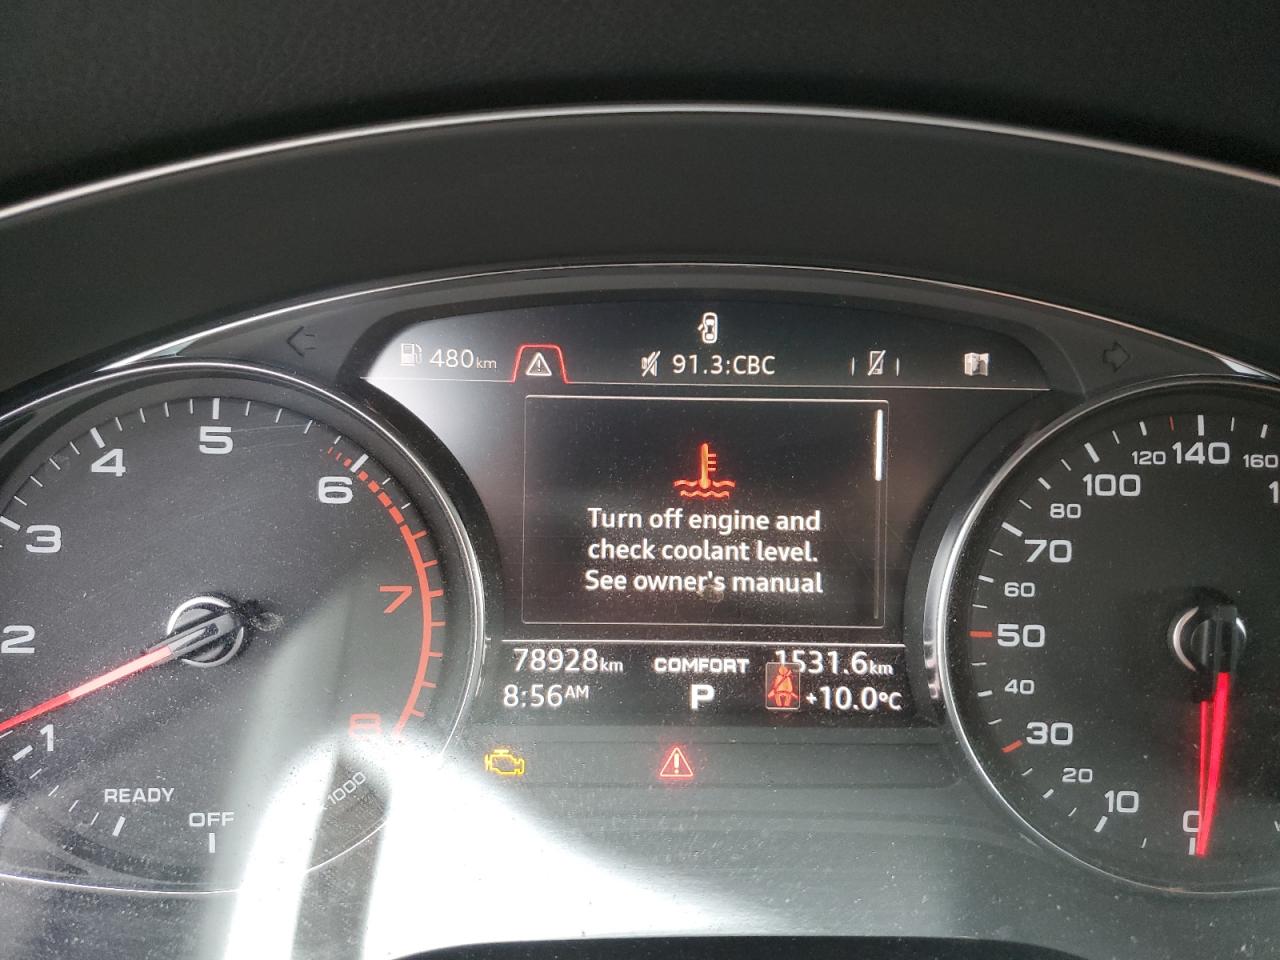 480km
91.3:CBC
Turn off engine and
check coolant level.
See owner's manual
78928km COMFORT 1531.6km
8:56AM P +10.0°C
1 2 3 4 5 6 7 8
READY
OFF
x1000
0 10 20 30 40 50 60 70 80 100 120 140 160